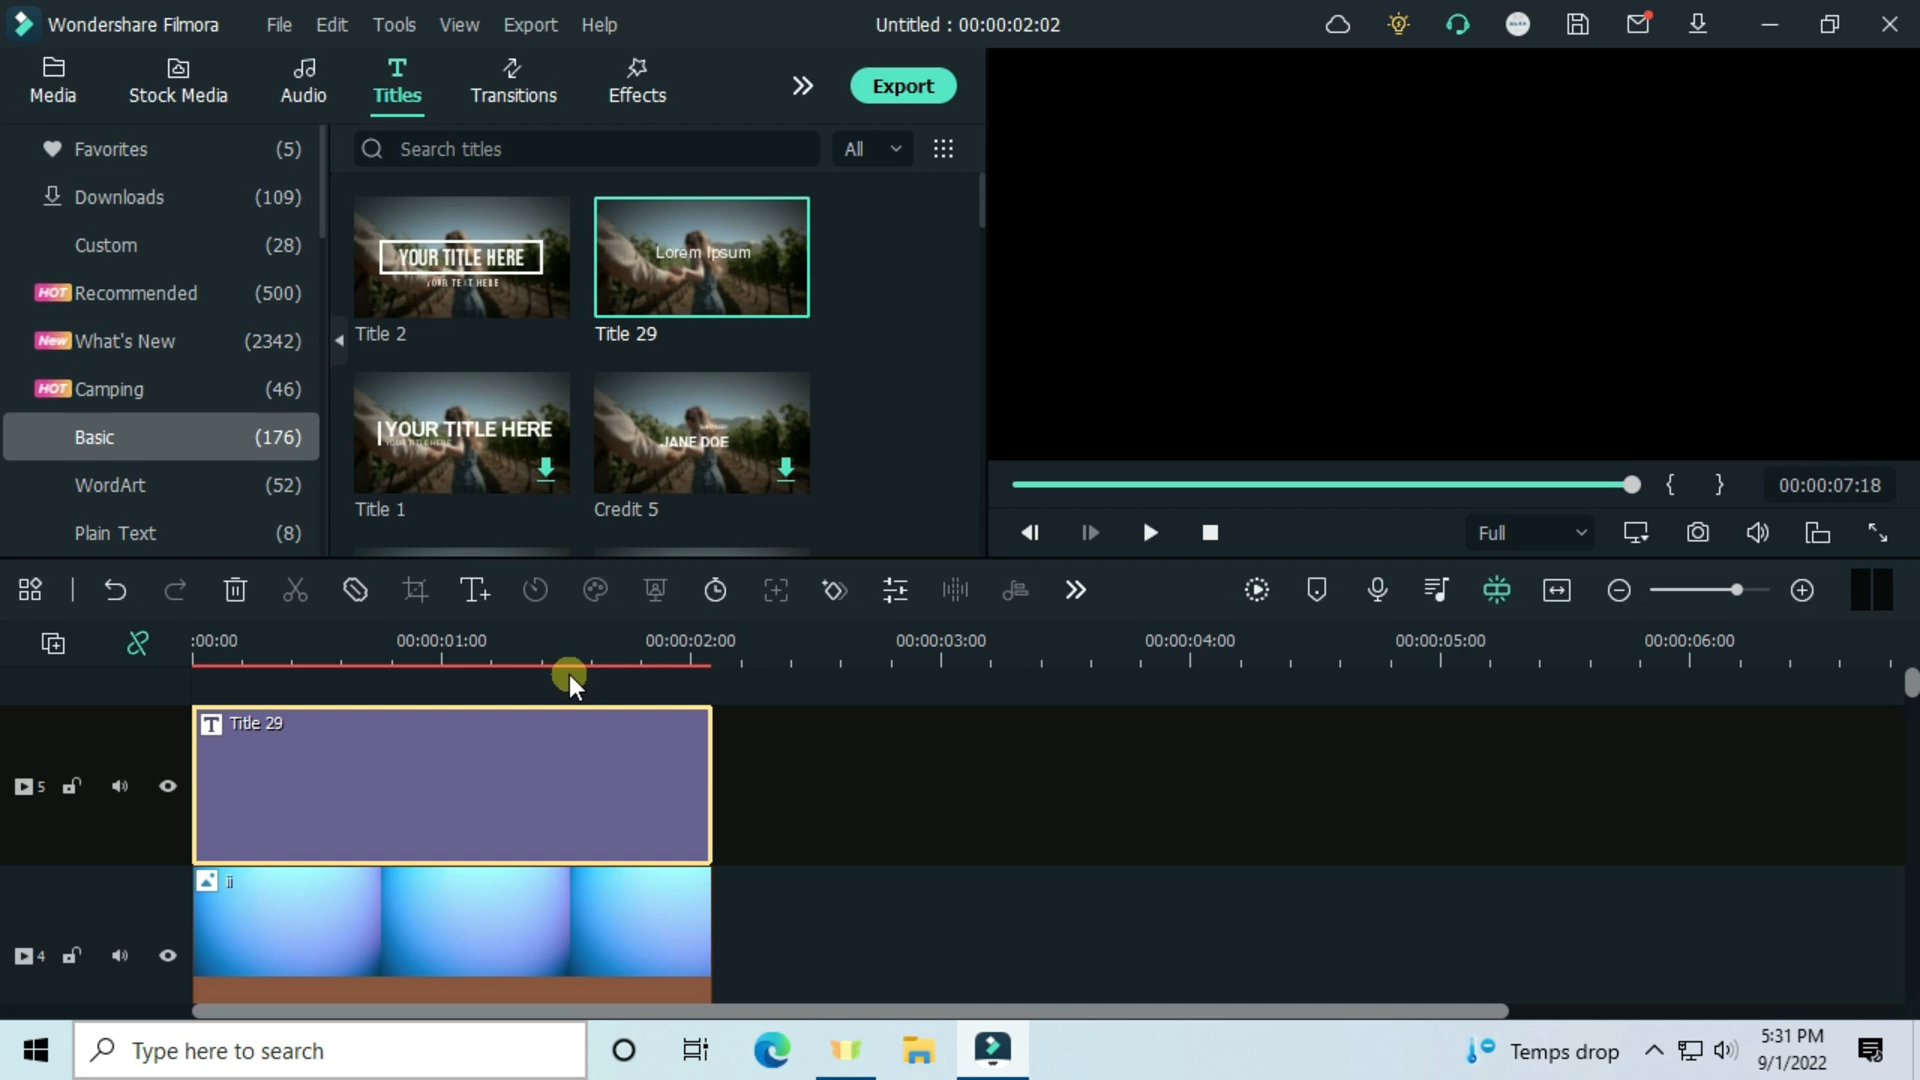 Wondershare Filmora
File
Edit
Tools
View
Export
Help
Untitled : 00:00:02:02
Media
Stock Media
Audio
Titles
Transitions
Effects
Export
Favorites (5)
Downloads (109)
Custom (28)
HOT Recommended (500)
New What's New (2342)
HOT Camping (46)
Basic (176)
WordArt (52)
Plain Text (8)
Search titles
All
YOUR TITLE HERE
YOUR TEXT HERE
Title 2
Lorem Ipsum
Title 29
YOUR TITLE HERE
YOUR TITLE HERE
Title 1
JANE DOE
Credit 5
00:00:07:18
Full
:00:00
00:00:01:00
00:00:02:00
00:00:03:00
00:00:04:00
00:00:05:00
00:00:06:00
T Title 29
5
ii
4
Type here to search
Temps drop
5:31 PM
9/1/2022